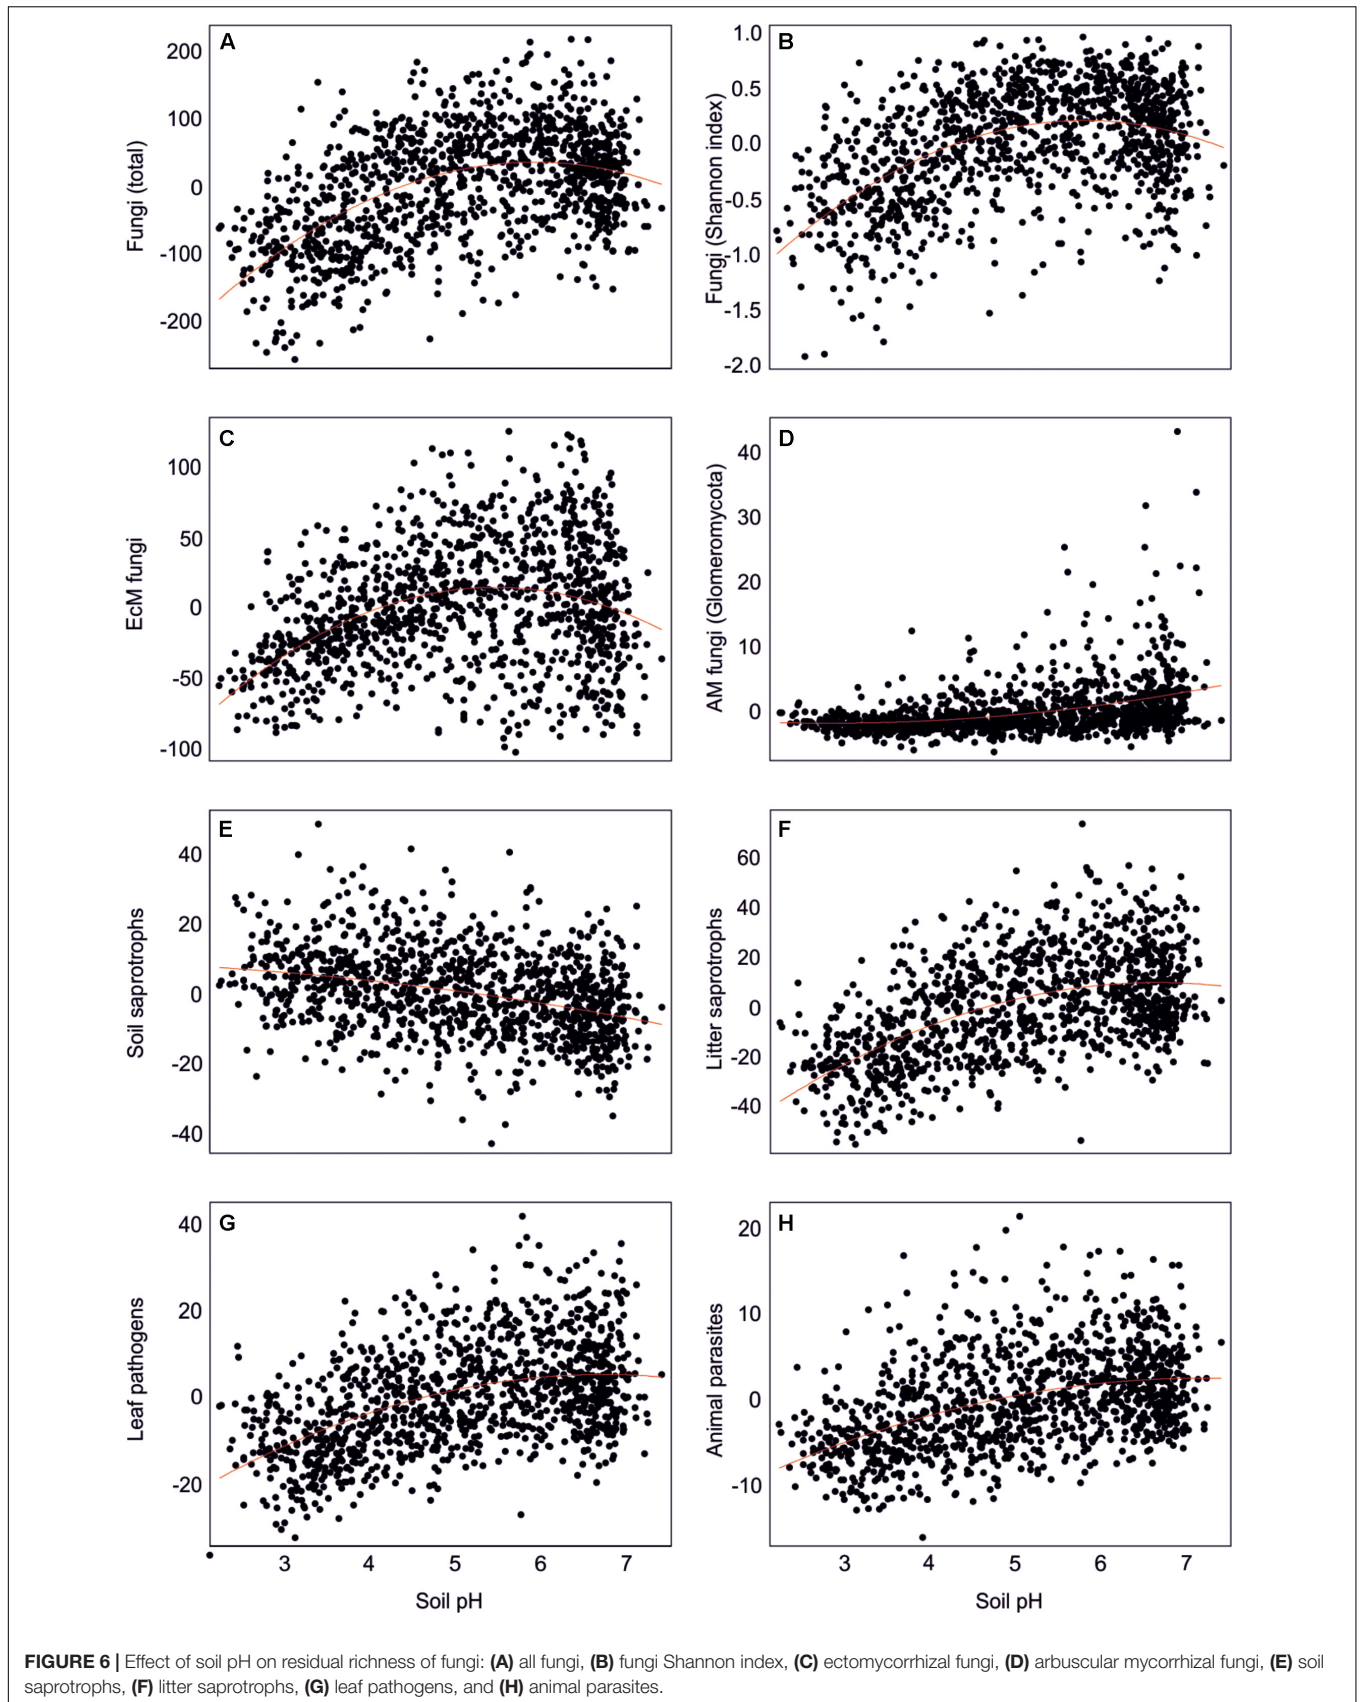 A
Fungi (total)
200
100
0
-100
-200
B
Fungi (Shannon index)
1.0
0.5
0.0
-0.5
-1.0
-1.5
-2.0
C
EcM fungi
100
50
0
-50
-100
D
AM fungi (Glomeromycota)
40
30
20
10
0
E
Soil saprotrophs
40
20
0
-20
-40
F
Litter saprotrophs
60
40
20
0
-20
-40
G
Leaf pathogens
40
20
0
-20
3 4 5 6 7
Soil pH
H
Animal parasites
20
10
0
-10
3 4 5 6 7
Soil pH
FIGURE 6 | Effect of soil pH on residual richness of fungi: (A) all fungi, (B) fungi Shannon index, (C) ectomycorrhizal fungi, (D) arbuscular mycorrhizal fungi, (E) soil
saprotrophs, (F) litter saprotrophs, (G) leaf pathogens, and (H) animal parasites.